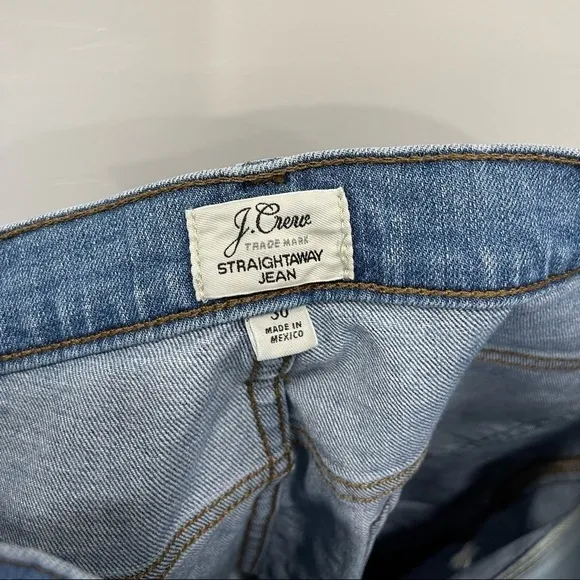 J.Crew
TRADE MARK
STRAIGHTAWAY
JEAN
30
MADE IN
MEXICO